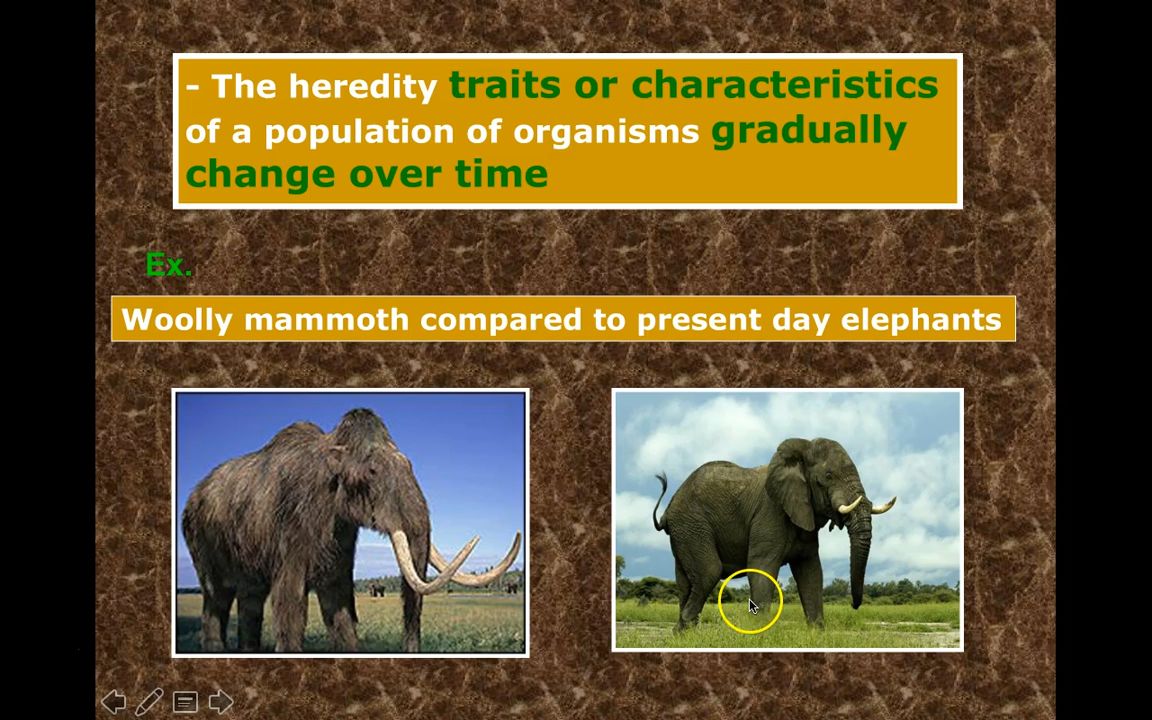 - The heredity traits or characteristics
of a population of organisms gradually
change over time
Ex.
Woolly mammoth compared to present day elephants